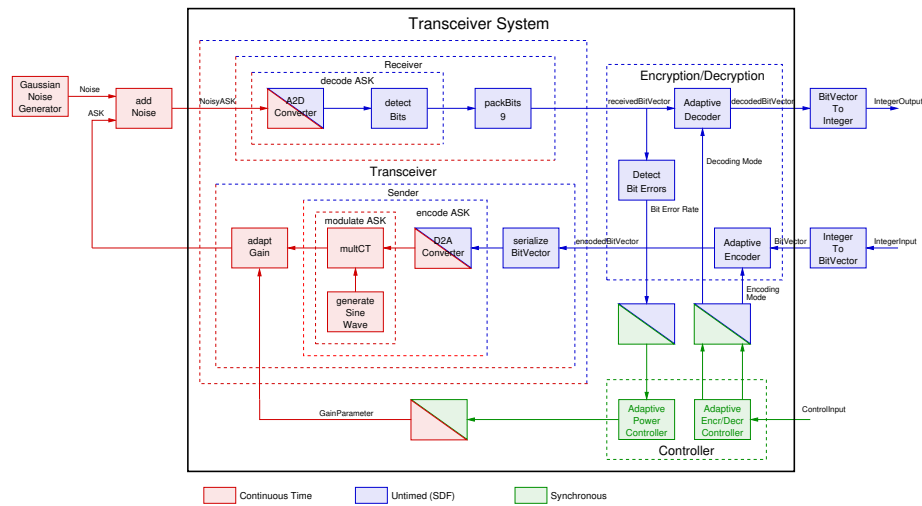 Transceiver System
Receiver
decode ASK
Encryption/Decryption
Gaussian
Noise
Generator
Noise
add
Noise
ASK
NoisyASK
A2D
Converter
detect
Bits
packBits
9
receivedBitVector
Adaptive
Decoder
decodedBitVector
BitVector
To
Integer
IntegerOutput
Detect
Bit Errors
Decoding Mode
Bit Error Rate
Transceiver
Sender
encode ASK
modulate ASK
adapt
Gain
multCT
D2A
Converter
serialize
BitVector
encodedBitVector
Adaptive
Encoder
BitVector
Integer
To
BitVector
IntegerInput
generate
Sine
Wave
Encoding
Mode
GainParameter
Adaptive
Power
Controller
Adaptive
Encr/Decr
Controller
ControlInput
Controller
Continuous Time
Untimed (SDF)
Synchronous